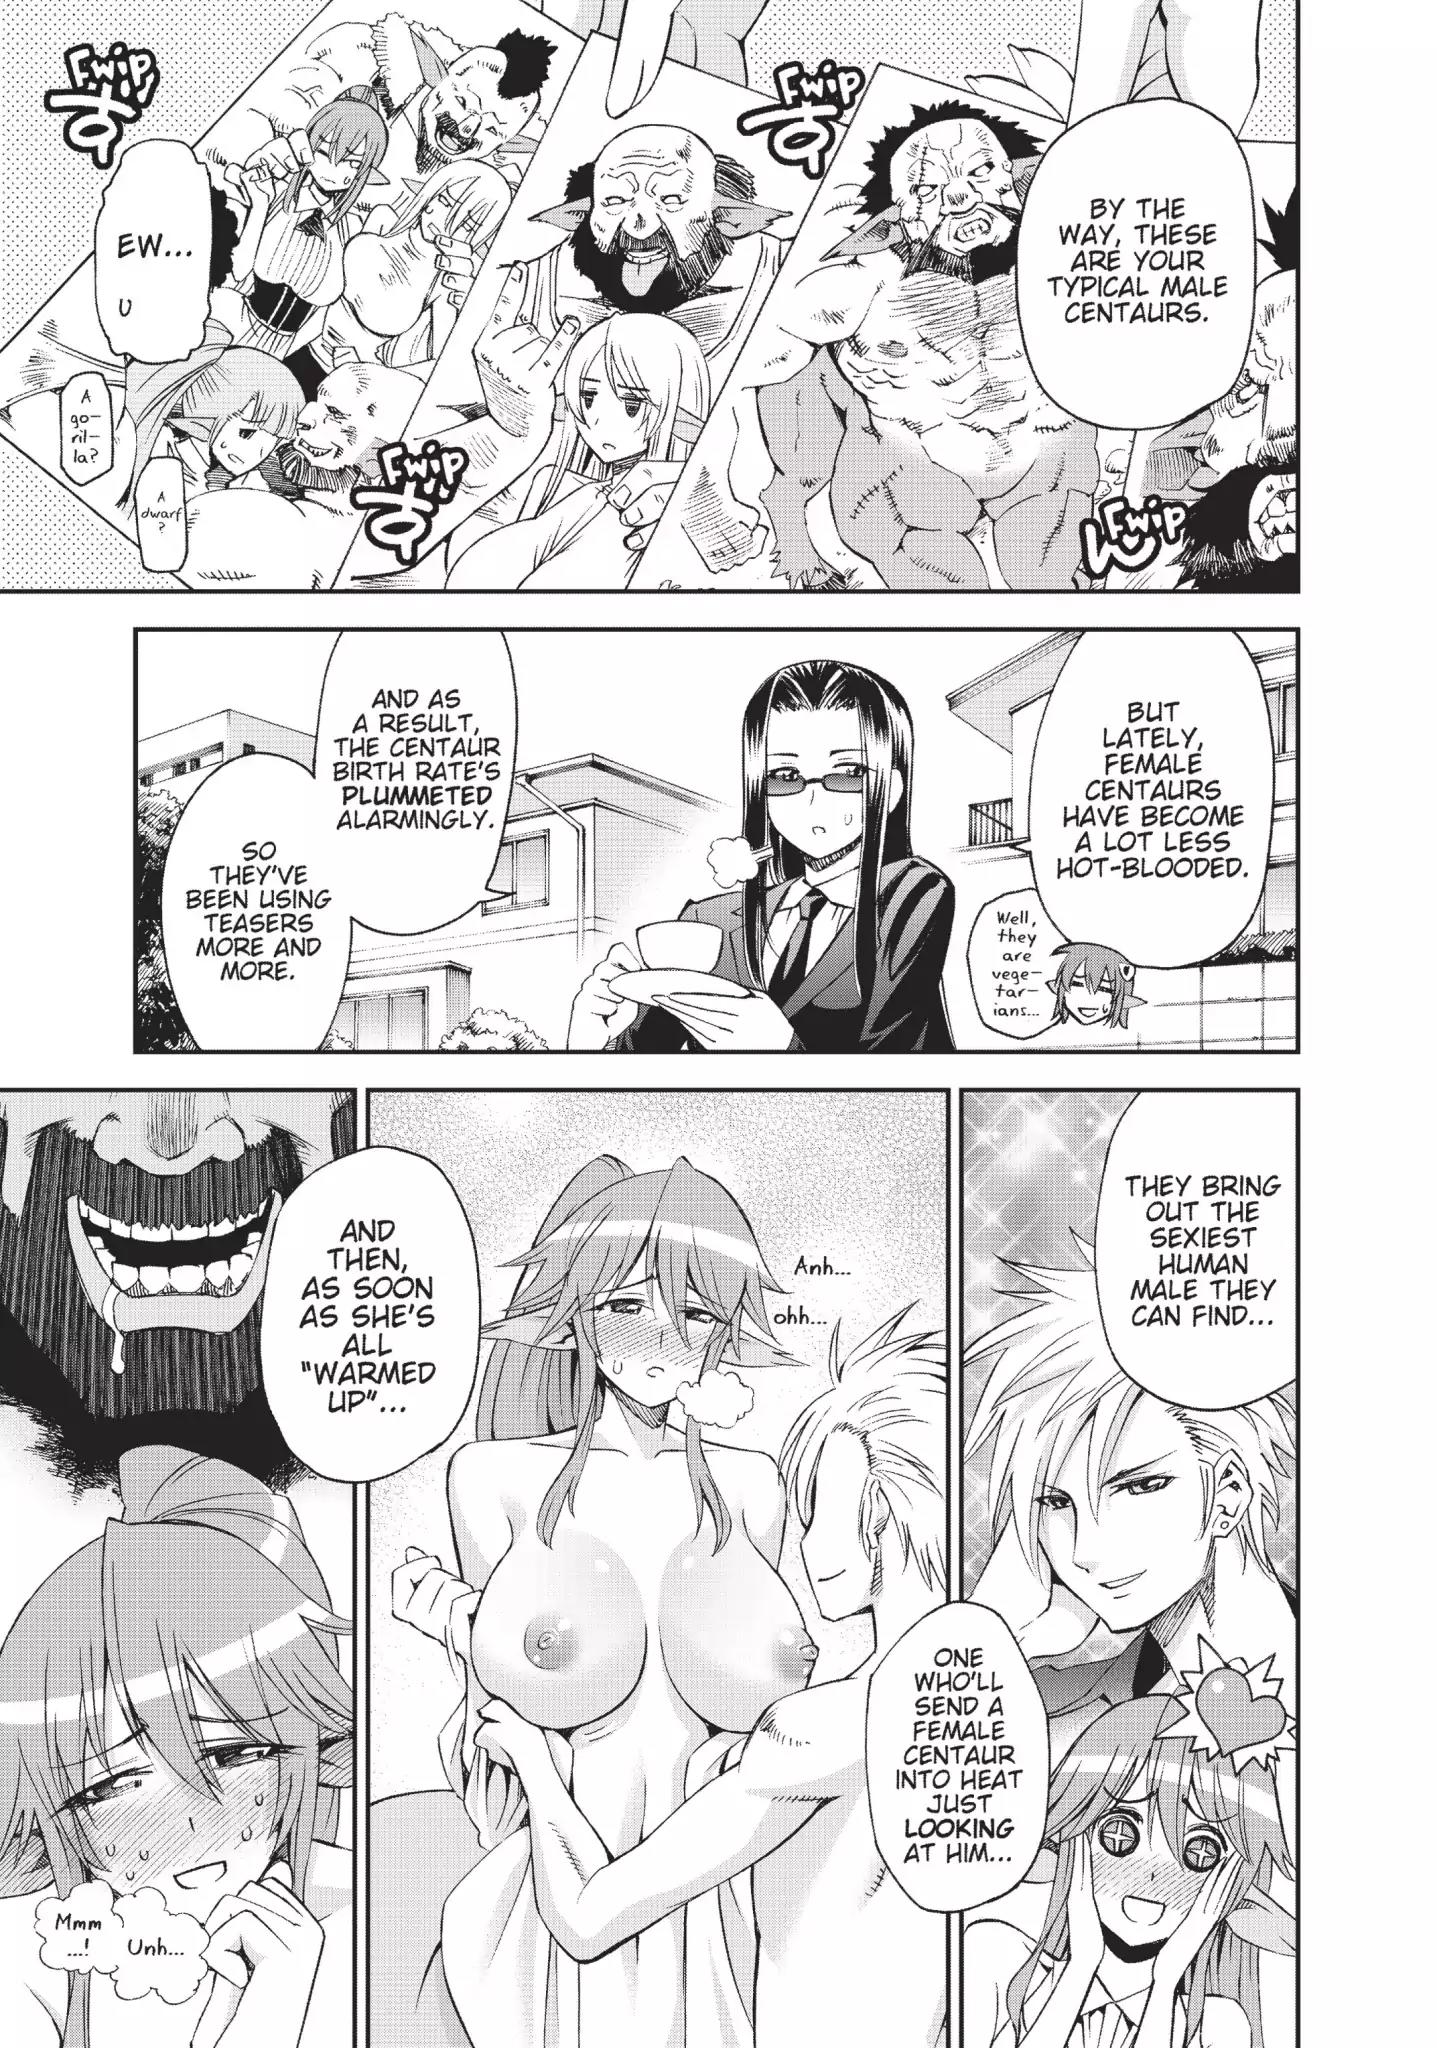 BY THE
WAY, THESE
ARE YOUR
TYPICAL MALE
CENTAURS.
Fwip
Fwip
Fwip
Fwip
EW...
A
go-
ril-
la?
A
dwarf
?
BUT
LATELY,
FEMALE
CENTAURS
HAVE BECOME
A LOT LESS
HOT-BLOODED.
Well,
they
are
vege-
tar-
ians...
AND AS
A RESULT,
THE CENTAUR
BIRTH RATE'S
PLUMMETED
ALARMINGLY.
SO
THEY'VE
BEEN USING
TEASERS
MORE AND
MORE.
THEY BRING
OUT THE
SEXIEST
HUMAN
MALE THEY
CAN FIND...
ONE
WHO'LL
SEND A
FEMALE
CENTAUR
INTO HEAT
JUST
LOOKING
AT HIM...
Anh...
ohh...
AND
THEN,
AS SOON
AS SHE'S
ALL
"WARMED
UP"...
Mmm
...!
Unh...